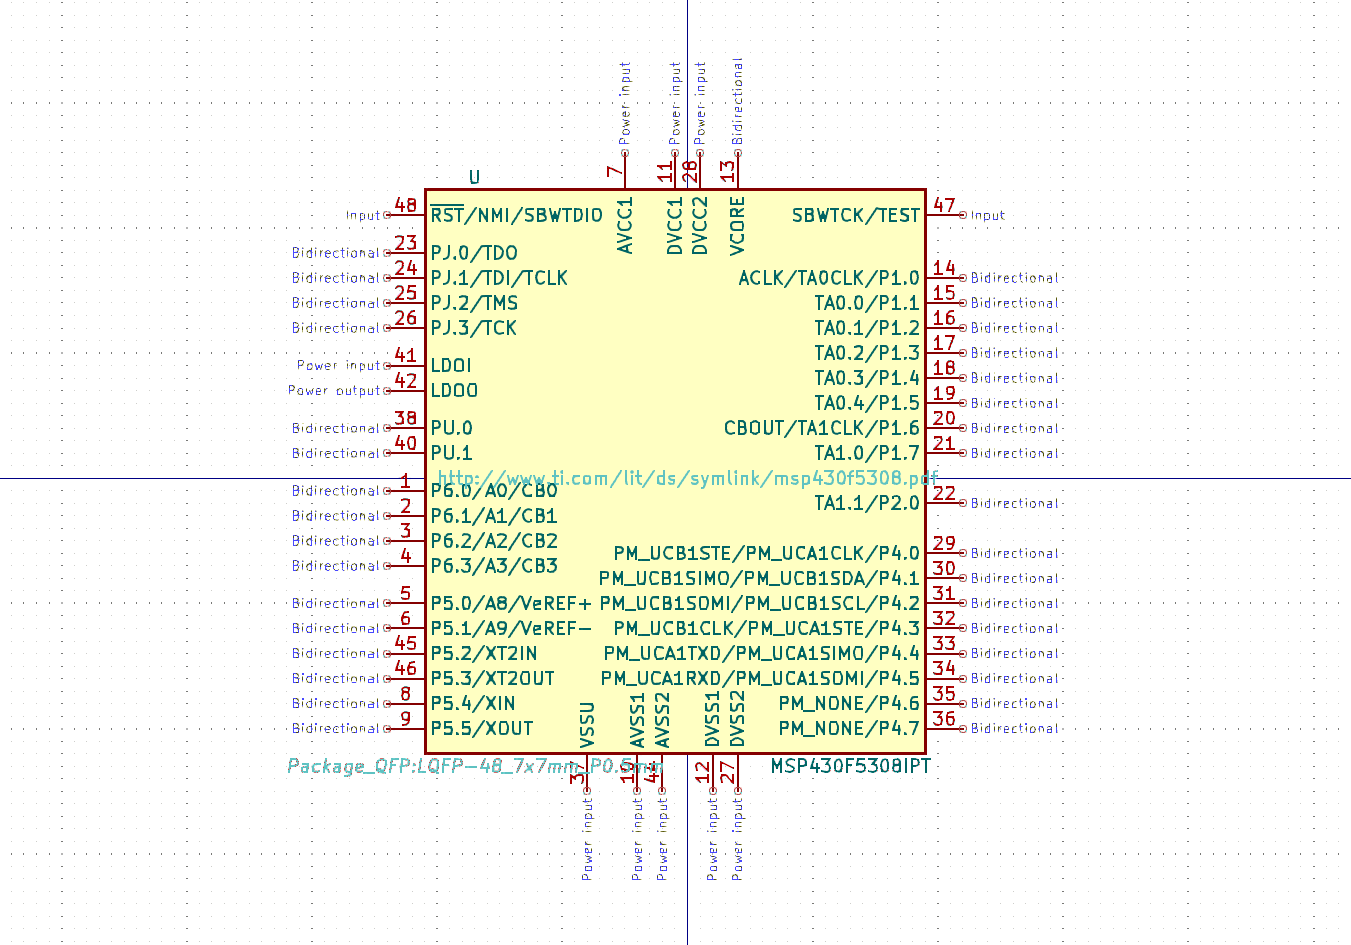 Power input
Power input
Power input
Bidirectional
7
11
28
13
U
Input 48 RST/NMI/SBWTDIO
AVCC1
DVCC1
DVCC2
VCORE
SBWTCK/TEST 47 Input
Bidirectional 23 PJ.0/TDO
Bidirectional 24 PJ.1/TDI/TCLK
ACLK/TA0CLK/P1.0 14 Bidirectional
Bidirectional 25 PJ.2/TMS
TA0.0/P1.1 15 Bidirectional
Bidirectional 26 PJ.3/TCK
TA0.1/P1.2 16 Bidirectional
TA0.2/P1.3 17 Bidirectional
Power input 41 LDOI
TA0.3/P1.4 18 Bidirectional
Power output 42 LDOO
TA0.4/P1.5 19 Bidirectional
Bidirectional 38 PU.0
CBOUT/TA1CLK/P1.6 20 Bidirectional
Bidirectional 40 PU.1
TA1.0/P1.7 21 Bidirectional
http://www.ti.com/lit/ds/symlink/msp430f5308.pdf
Bidirectional 1 P6.0/A0/CB0
TA1.1/P2.0 22 Bidirectional
Bidirectional 2 P6.1/A1/CB1
Bidirectional 3 P6.2/A2/CB2
PM_UCB1STE/PM_UCA1CLK/P4.0 29 Bidirectional
Bidirectional 4 P6.3/A3/CB3
PM_UCB1SIMO/PM_UCB1SDA/P4.1 30 Bidirectional
Bidirectional 5 P5.0/A8/VeREF+
PM_UCB1SOMI/PM_UCB1SCL/P4.2 31 Bidirectional
Bidirectional 6 P5.1/A9/VeREF-
PM_UCB1CLK/PM_UCA1STE/P4.3 32 Bidirectional
Bidirectional 45 P5.2/XT2IN
PM_UCA1TXD/PM_UCA1SIMO/P4.4 33 Bidirectional
Bidirectional 46 P5.3/XT2OUT
PM_UCA1RXD/PM_UCA1SOMI/P4.5 34 Bidirectional
Bidirectional 8 P5.4/XIN
PM_NONE/P4.6 35 Bidirectional
Bidirectional 9 P5.5/XOUT
PM_NONE/P4.7 36 Bidirectional
VSSU
AVSS1
AVSS2
DVSS1
DVSS2
Package_QFP:LQFP-48_7x7mm_P0.5mm
MSP430F5308IPT
37
44
12
27
Power input
Power input
Power input
Power input
Power input